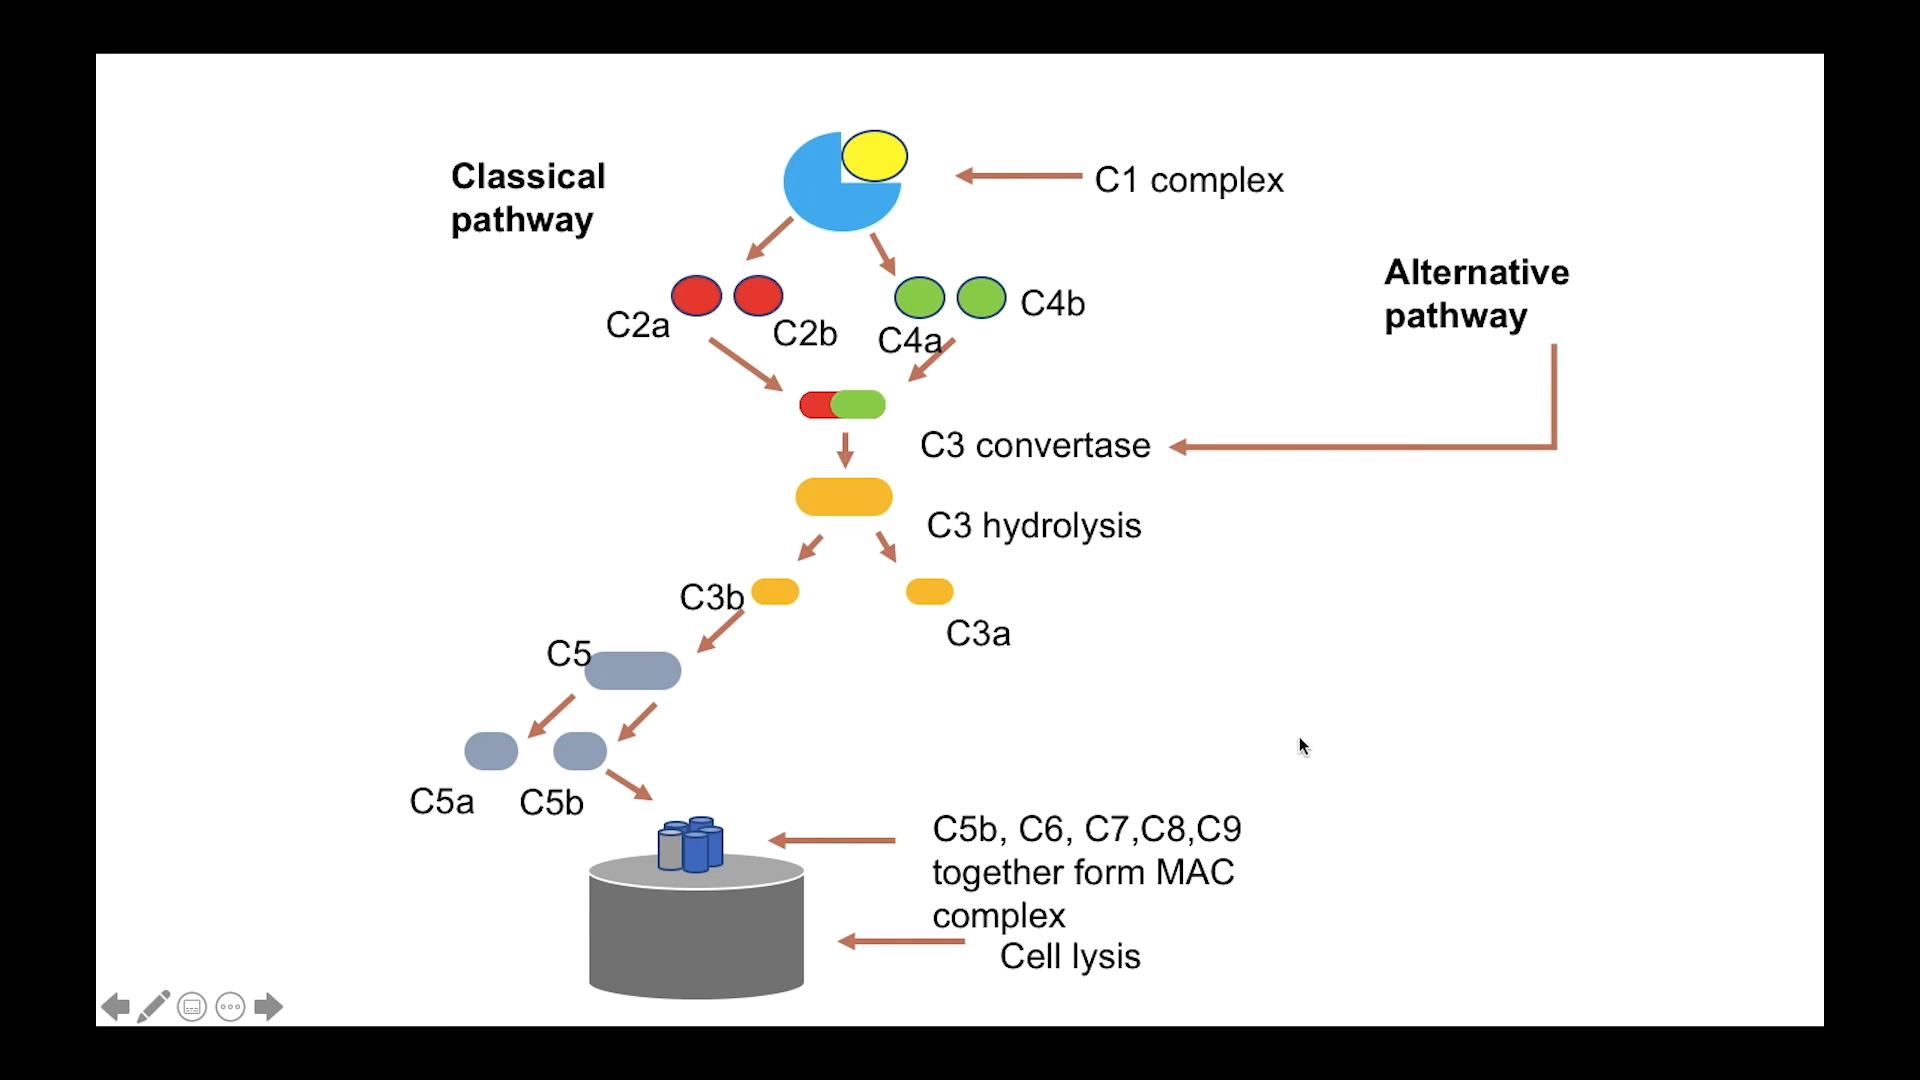 Classical
pathway
C1 complex
Alternative
pathway
C2a
C2b
C4a
C4b
C3 convertase
C3 hydrolysis
C3b
C3a
C5
C5a
C5b
C5b, C6, C7,C8,C9
together form MAC
complex
Cell lysis